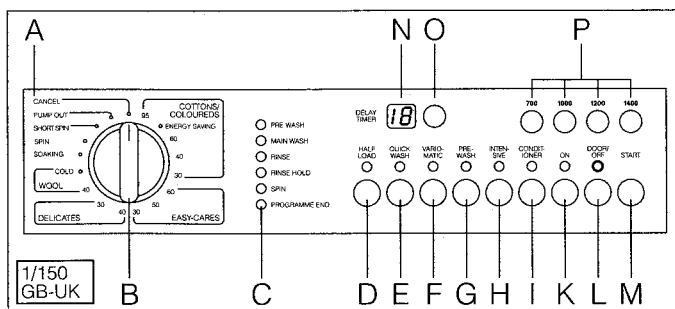 A
N O P
CANCEL
PUMP OUT
SHORT SPIN
SPIN
SOAKING
COLD
WOOL
40
30
DELICATES
40
30
EASY-CARES
50
60
30
40
60
ENERGY SAVING
95
COTTONS/
COLOUREDS
PRE WASH
MAIN WASH
RINSE
RINSE HOLD
SPIN
PROGRAMME END
DELAY
TIMER
18
700 1000 1200 1400
HALF
LOAD
QUICK
WASH
VARIO-
MATIC
PRE-
WASH
INTEN-
SIVE
CONDIT-
IONER
ON
DOOR/
OFF
START
1/150
GB-UK
B C D E F G H I K L M